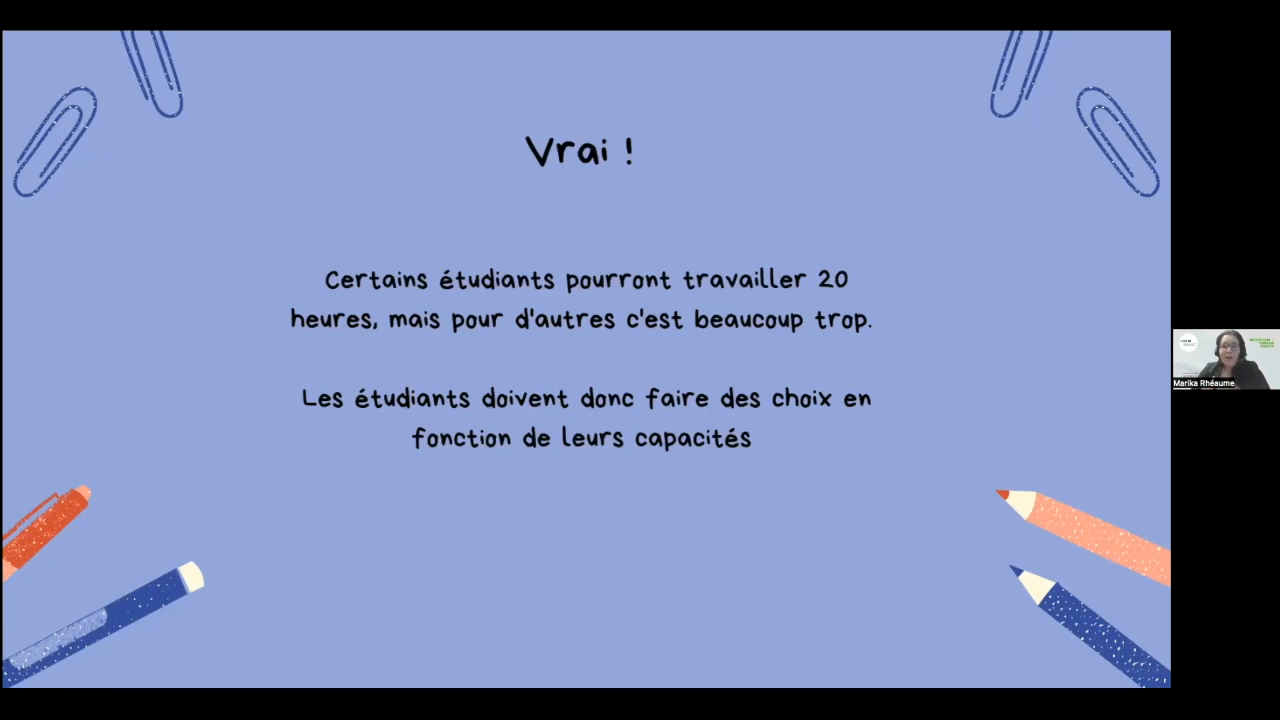 Vrai !
Certains étudiants pourront travailler 20
heures, mais pour d'autres c'est beaucoup trop.
Les étudiants doivent donc faire des choix en
fonction de leurs capacités
Marika Rhéaume